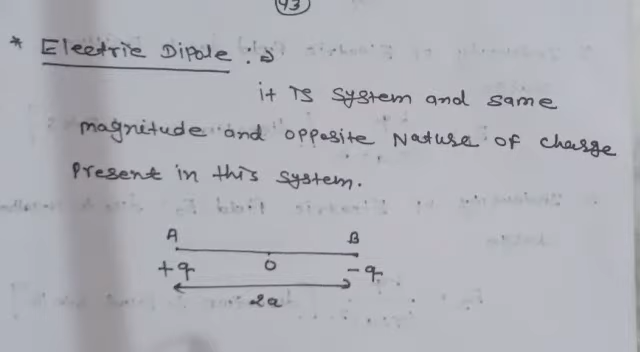 43
* Electric Dipole :→
it is system and same
magnitude and opposite Nature of charge
Present in this system.
A B
+q O -q
2a